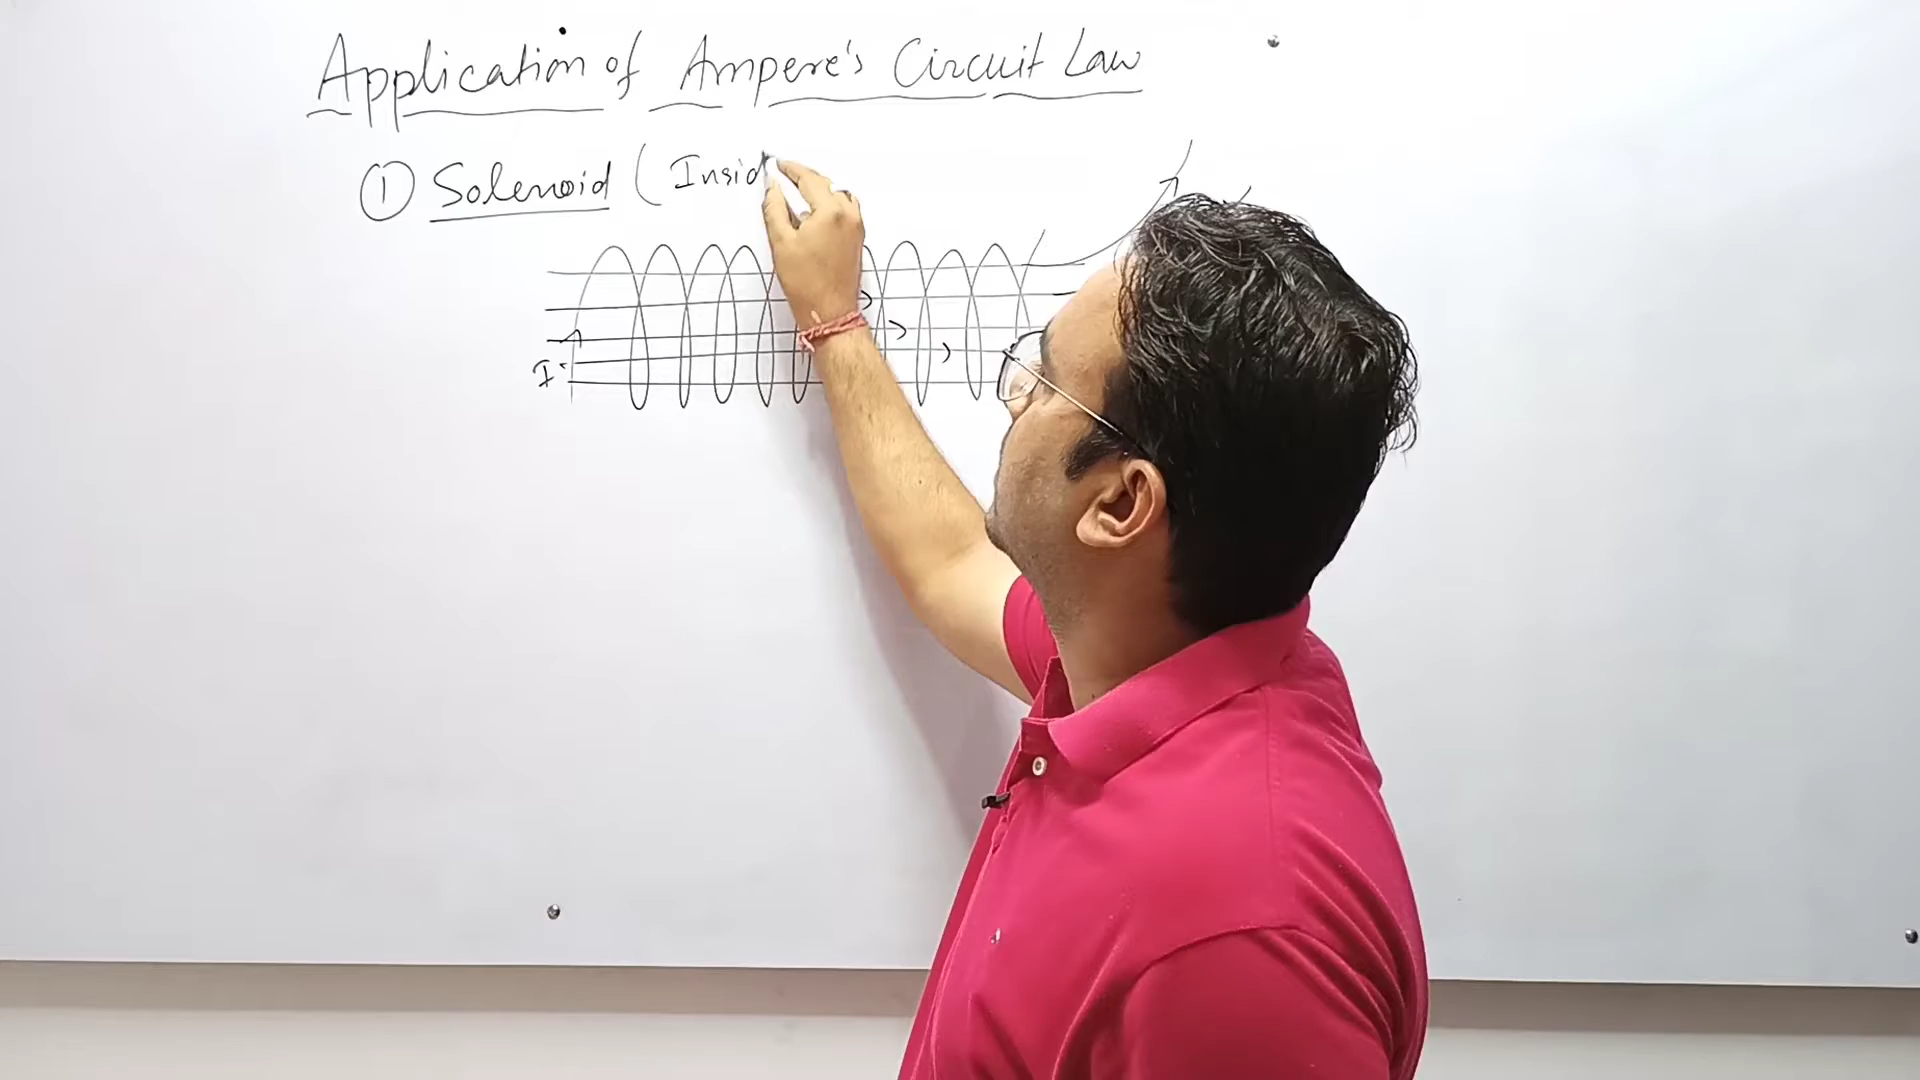 Application of Ampere's Circuit Law
① Solenoid ( Insid
I